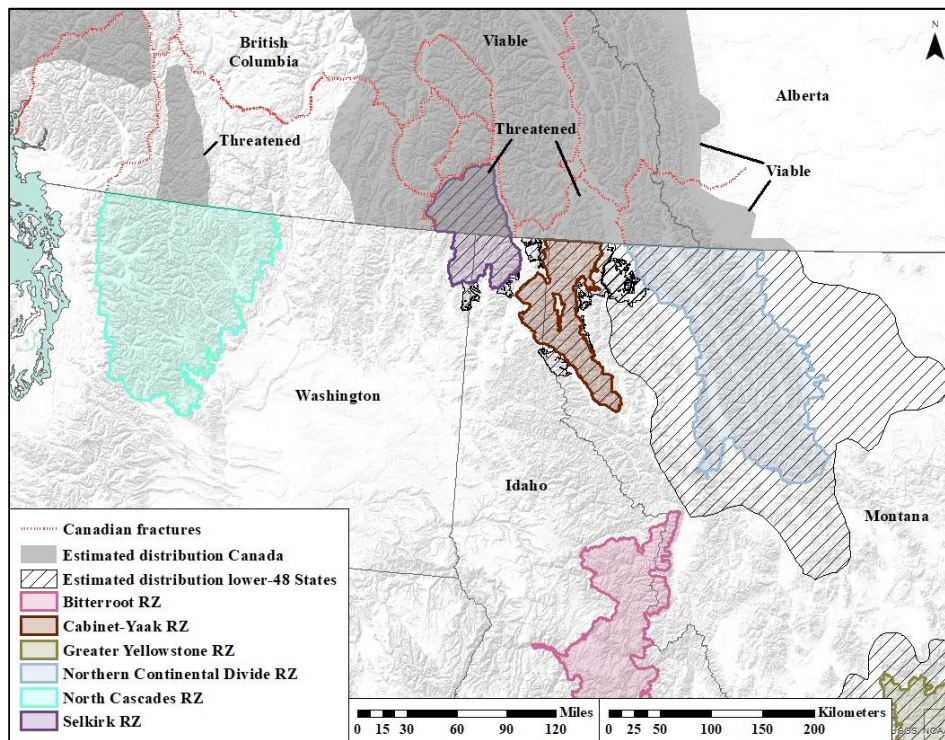 N
British
Columbia
Viable
Alberta
Threatened
Threatened
Viable
Washington
Idaho
Montana
Canadian fractures
Estimated distribution Canada
Estimated distribution lower-48 States
Bitterroot RZ
Cabinet-Yaak RZ
Greater Yellowstone RZ
Northern Continental Divide RZ
North Cascades RZ
Selkirk RZ
Miles
0 15 30 60 90 120
Kilometers
0 25 50 100 150 200